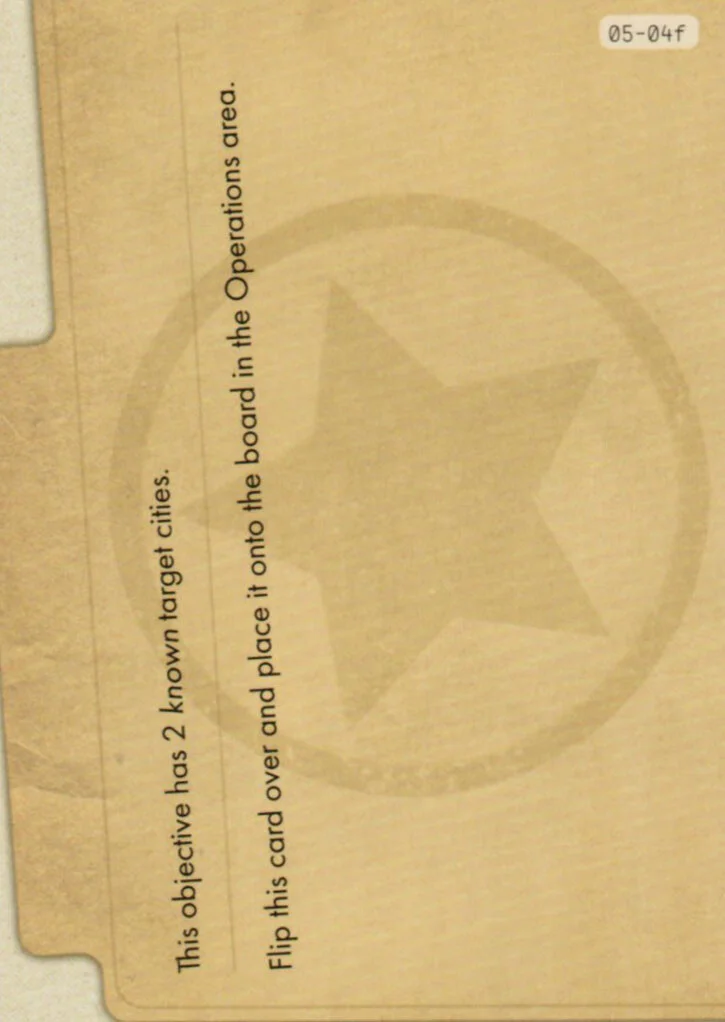 05-04f
This objective has 2 known target cities.
Flip this card over and place it onto the board in the Operations area.